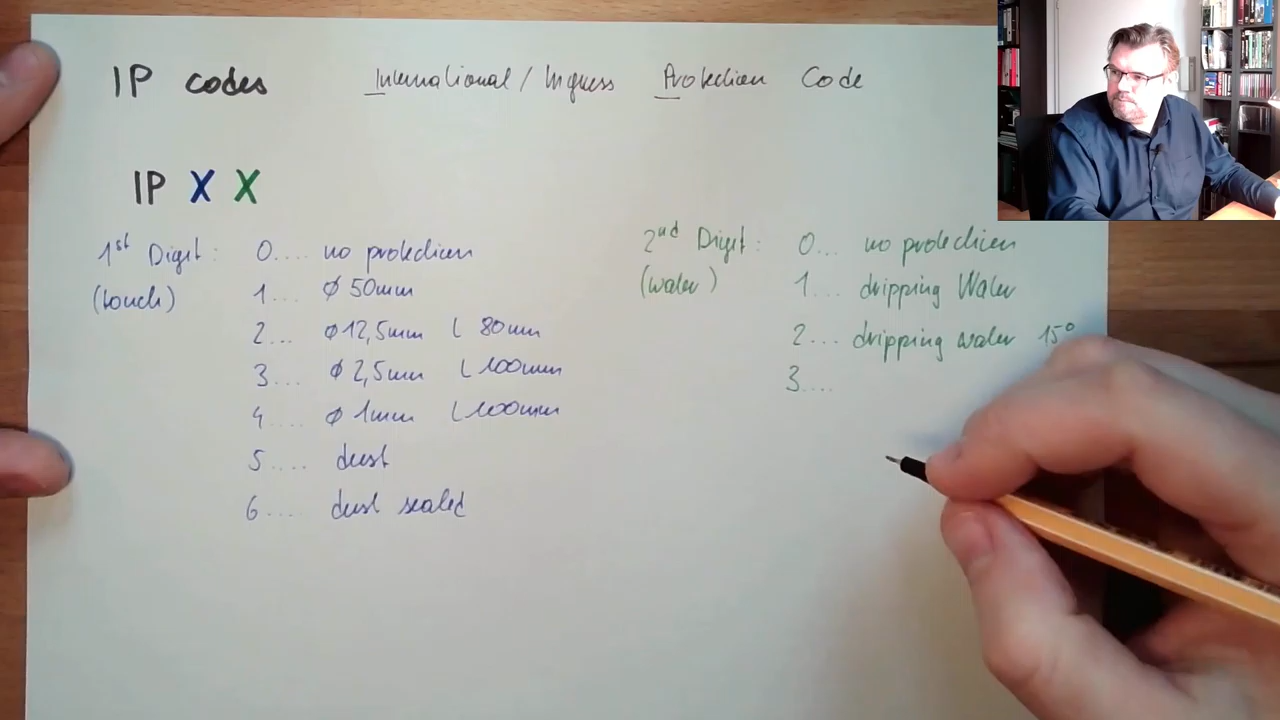 IP codes International / Ingress Protection Code
IP X X
1st Digit: 0.... no protection
(touch) 1... ϕ 50mm
2... ϕ 12,5mm L 80mm
3... ϕ 2,5mm L 100mm
4.... ϕ 1mm L 100mm
5.... dust
6.... dust sealed
2nd Digit: 0... no protection
(water) 1... dripping Water
2... dripping water 15°
3....